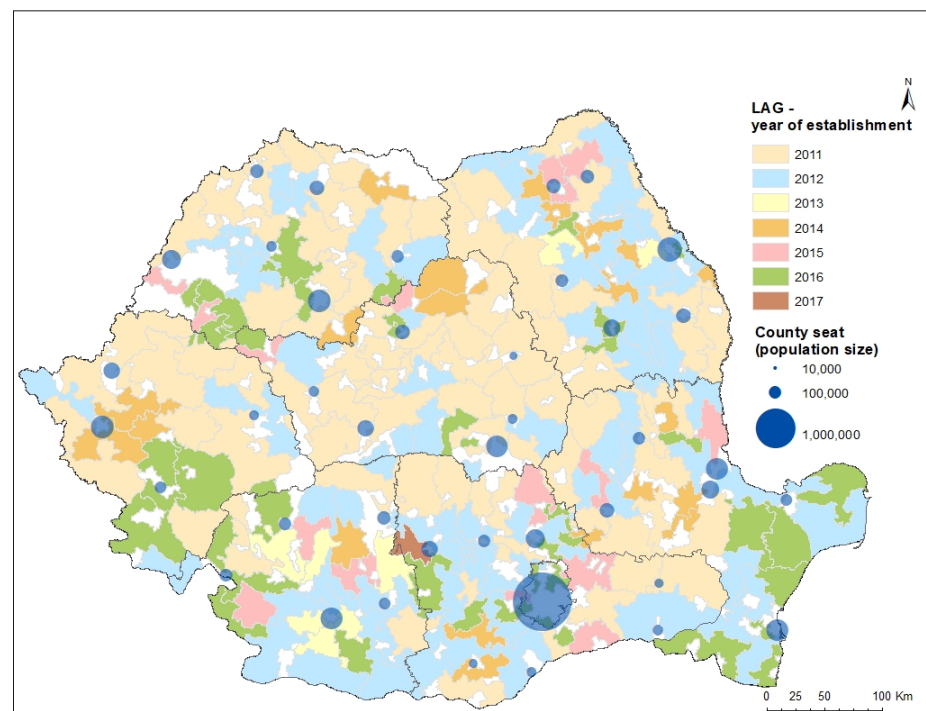 N
LAG -
year of establishment
2011
2012
2013
2014
2015
2016
2017
County seat
(population size)
10,000
100,000
1,000,000
0 25 50 100 Km